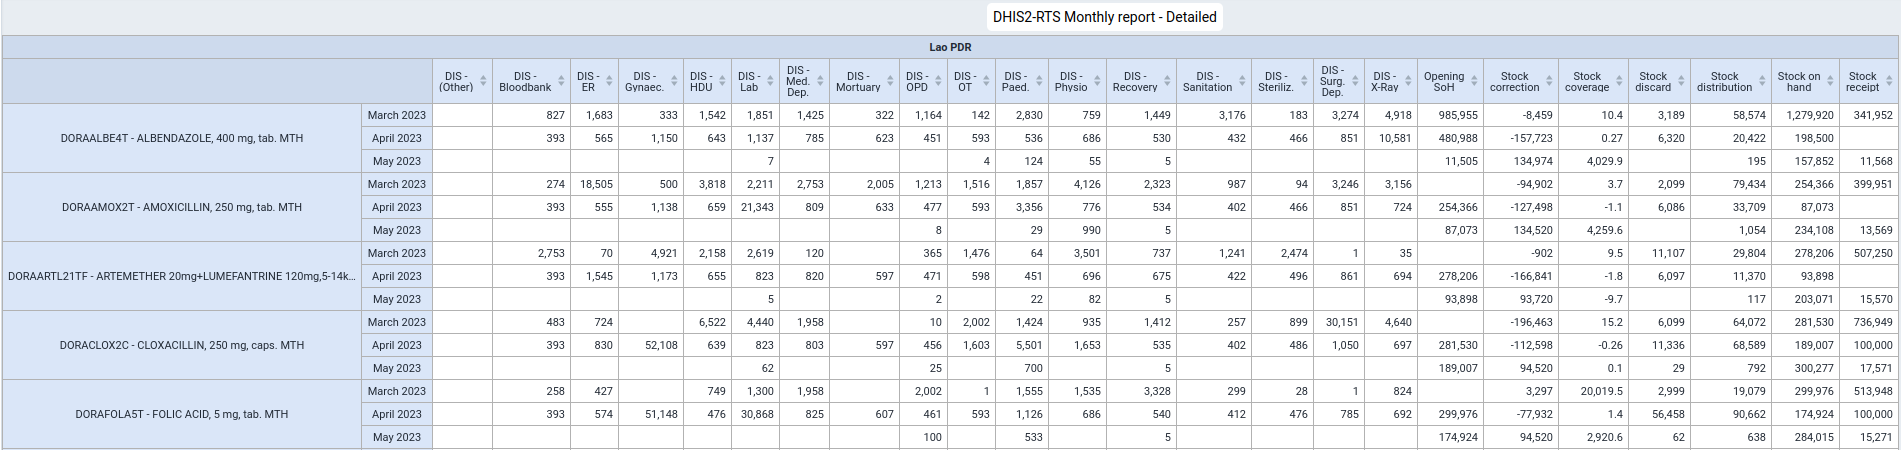 DHIS2-RTS Monthly report - Detailed
Lao PDR
DIS - (Other) DIS - Bloodbank DIS - ER DIS - Gynaec. DIS - HDU DIS - Lab DIS - Med. Dep. DIS - Mortuary DIS - OPD DIS - OT DIS - Paed. DIS - Physio DIS - Recovery DIS - Sanitation DIS - Steriliz. DIS - Surg. Dep. DIS - X-Ray Opening SoH Stock correction Stock coverage Stock discard Stock distribution Stock on hand Stock receipt
DORAALBE4T - ALBENDAZOLE, 400 mg, tab. MTH
March 2023 827 1,683 333 1,542 1,851 1,425 322 1,164 142 2,830 759 1,449 3,176 183 3,274 4,918 985,955 -8,459 10.4 3,189 58,574 1,279,920 341,952
April 2023 393 565 1,150 643 1,137 785 623 451 593 536 686 530 432 466 851 10,581 480,988 -157,723 0.27 6,320 20,422 198,500
May 2023 7 4 124 55 5 11,505 134,974 4,029.9 195 157,852 11,568
DORAAMOX2T - AMOXICILLIN, 250 mg, tab. MTH
March 2023 274 18,505 500 3,818 2,211 2,753 2,005 1,213 1,516 1,857 4,126 2,323 987 94 3,246 3,156 -94,902 3.7 2,099 79,434 254,366 399,951
April 2023 393 555 1,138 659 21,343 809 633 477 593 3,356 776 534 402 466 851 724 254,366 -127,498 -1.1 6,086 33,709 87,073
May 2023 8 29 990 5 87,073 134,520 4,259.6 1,054 234,108 13,569
DORAARTL21TF - ARTEMETHER 20mg+LUMEFANTRINE 120mg,5-14k...
March 2023 2,753 70 4,921 2,158 2,619 120 365 1,476 64 3,501 737 1,241 2,474 1 35 -902 9.5 11,107 29,804 278,206 507,250
April 2023 393 1,545 1,173 655 823 820 597 471 598 451 696 675 422 496 861 694 278,206 -166,841 -1.8 6,097 11,370 93,898
May 2023 5 2 22 82 5 93,898 93,720 -9.7 117 203,071 15,570
DORACLOX2C - CLOXACILLIN, 250 mg, caps. MTH
March 2023 483 724 6,522 4,440 1,958 10 2,002 1,424 935 1,412 257 899 30,151 4,640 -196,463 15.2 6,099 64,072 281,530 736,949
April 2023 393 830 52,108 639 823 803 597 456 1,603 5,501 1,653 535 402 486 1,050 697 281,530 -112,598 -0.26 11,336 68,589 189,007 100,000
May 2023 62 25 700 189,007 94,520 0.1 29 792 300,277 17,571
DORAFOLA5T - FOLIC ACID, 5 mg, tab. MTH
March 2023 258 427 749 1,300 1,958 2,002 1 1,555 1,535 3,328 299 28 1 824 3,297 20,019.5 2,999 19,079 299,976 513,948
April 2023 393 574 51,148 476 30,868 825 607 461 593 1,126 686 540 412 476 785 692 299,976 -77,932 1.4 56,458 90,662 174,924 100,000
May 2023 100 533 5 174,924 94,520 2,920.6 62 638 284,015 15,271